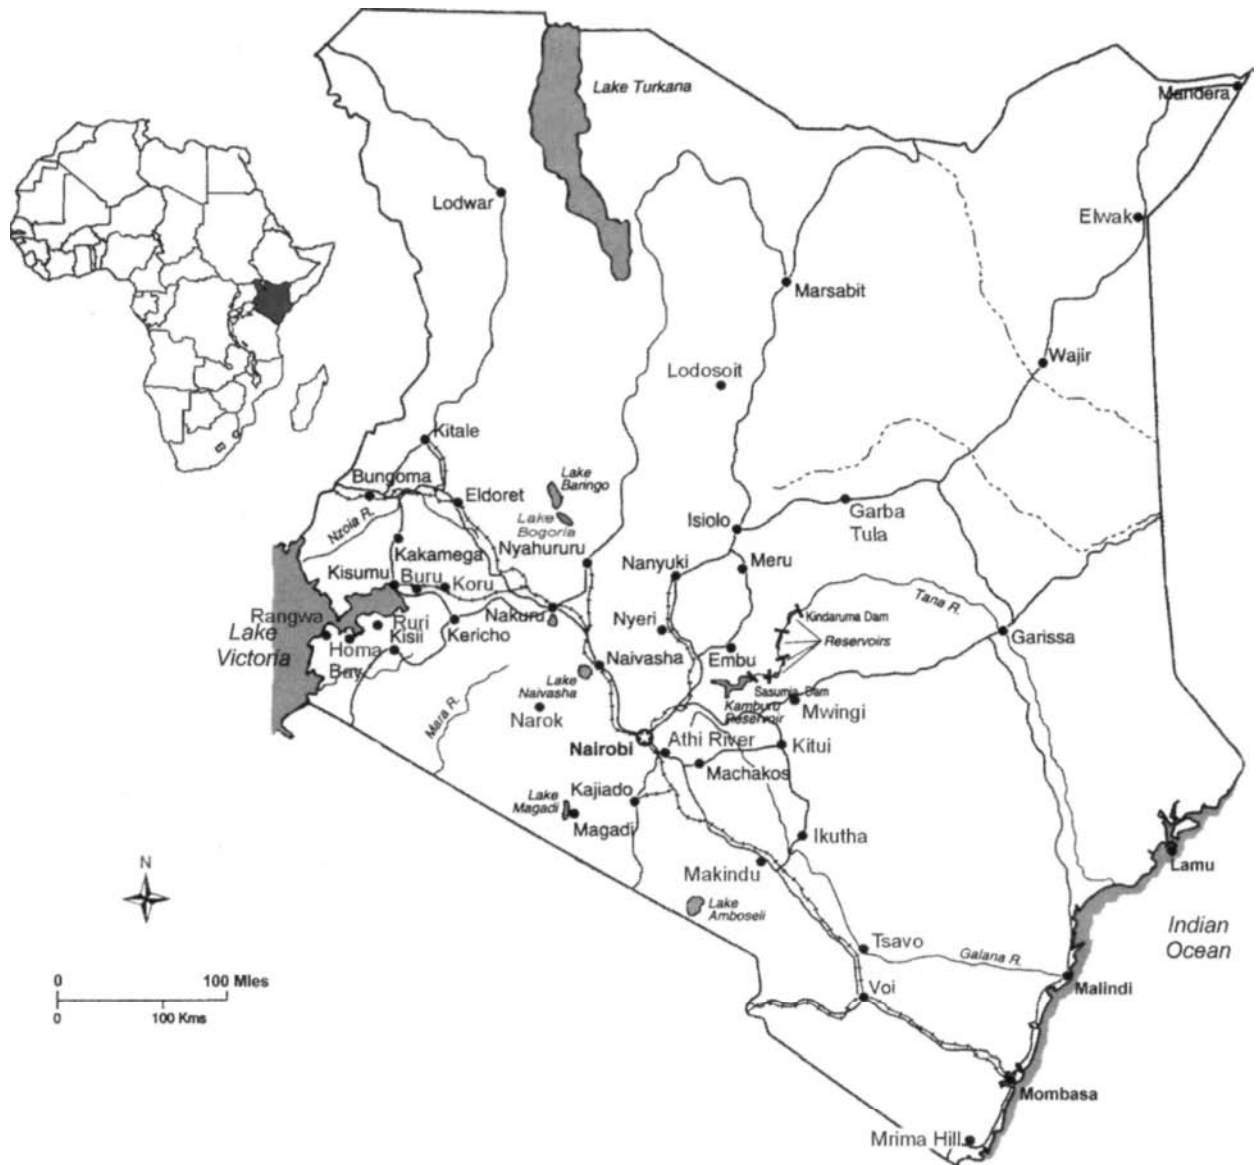 Lake Turkana
Mandera
Lodwar
Elwak
Marsabit
Wajir
Lodosoit
Kitale
Bungoma
Lake
Baringo
Eldoret
Lake
Bogoria
Nzoia R.
Isiolo
Garba
Tula
Kakamega
Nyahururu
Nanyuki
Meru
Kisumu
Buru
Koru
Tana R.
Rangwa
Ruri
Nakuru
Nyeri
Kindaruma Dam
Reservoirs
Garissa
Lake
Victoria
Kisii
Kericho
Homa
Bay
Naivasha
Embu
Lake
Naivasha
Sasumia Dam
Kamburu
Reservoir
Mwingi
Mara R.
Narok
Nairobi
Athi River
Kitui
Machakos
Lake
Magadi
Kajiado
Magadi
Ikutha
Lamu
N
Makindu
Lake
Amboseli
Indian
Ocean
Tsavo
Galana R.
0
100 Miles
Voi
Malindi
0
100 Kms
Mombasa
Mrima Hill